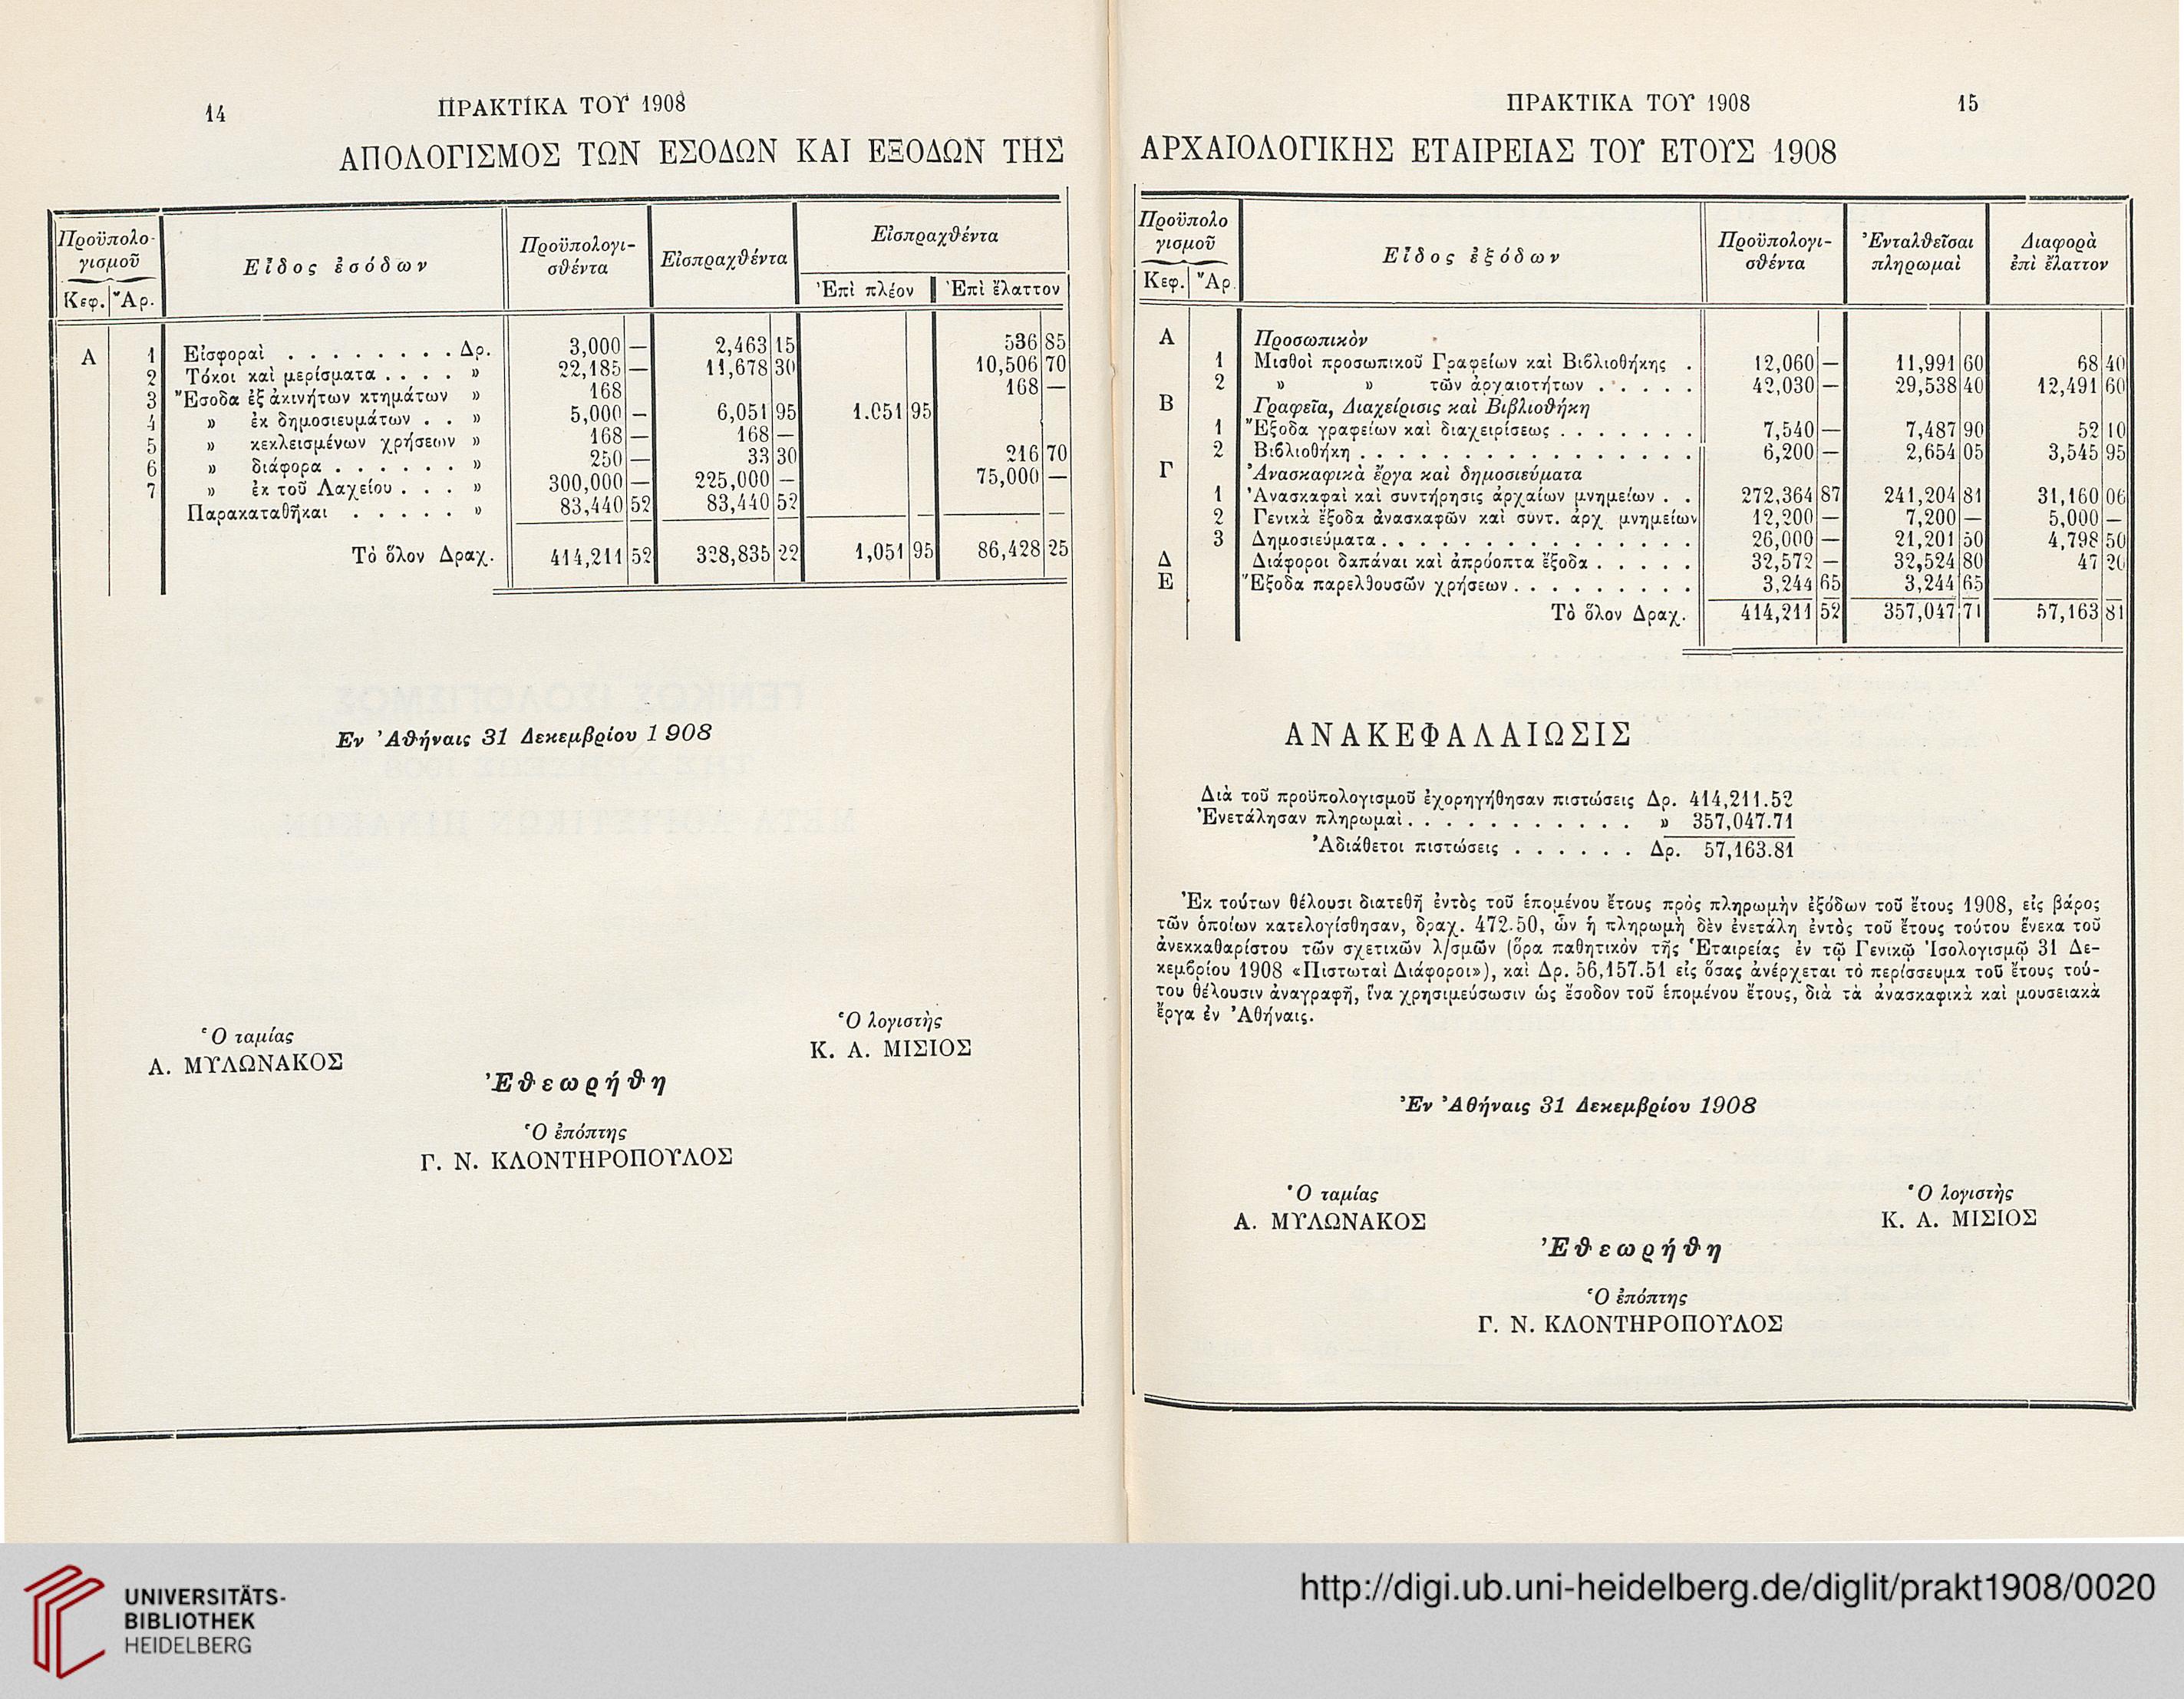 14
ΠΡΑΚΤΙΚΑ ΤΟΥ 1908
ΑΠΟΛΟΓΙΣΜΟΣ ΤΩΝ ΕΣΟΔΩΝ ΚΑΙ ΕΞΟΔΩΝ ΤΗΣ
Προϋπολογισμοῦ Κεφ. Ἄρ. | Εἶδος ἐσόδων | Προϋπολογισθέντα | Εἰσπραχθέντα | Εἰσπραχθέντα Ἐπὶ πλέον | Ἐπὶ ἔλαττον
Α 1 Εἰσφοραὶ . . . . . . . . Δρ. 3,000 — 2,463 15 536 85
2 Τόκοι καὶ μερίσματα . . . . » 22,185 — 11,678 30 10,506 70
3 Ἔσοδα ἐξ ἀκινήτων κτημάτων » 168 168 —
4 » ἐκ δημοσιευμάτων . . » 5,000 — 6,051 95 1.051 95
5 » κεκλεισμένων χρήσεων » 168 — 168 —
6 » διάφορα . . . . . . » 250 — 33 30 216 70
7 » ἐκ τοῦ Λαχείου . . . » 300,000 — 225,000 — 75,000 —
Παρακαταθῆκαι . . . . . » 83,440 52 83,440 52 — —
Τὸ ὅλον Δραχ. 414,211 52 328,835 22 1,051 95 86,428 25
Εν Ἀθήναις 31 Δεκεμβρίου 1908
Ὁ ταμίας
Α. ΜΥΛΩΝΑΚΟΣ
Ὁ λογιστὴς
Κ. Α. ΜΙΣΙΟΣ
Ἐθεωρήθη
Ὁ ἐπόπτης
Γ. Ν. ΚΛΟΝΤΗΡΟΠΟΥΛΟΣ
ΠΡΑΚΤΙΚΑ ΤΟΥ 1908
15
ΑΡΧΑΙΟΛΟΓΙΚΗΣ ΕΤΑΙΡΕΙΑΣ ΤΟΥ ΕΤΟΥΣ 1908
Προϋπολογισμοῦ Κεφ. Ἄρ. | Εἶδος ἐξόδων | Προϋπολογισθέντα | Ἐνταλθεῖσαι πληρωμαὶ | Διαφορὰ ἐπὶ ἔλαττον
Α Προσωπικὸν
1 Μισθοὶ προσωπικοῦ Γραφείων καὶ Βιβλιοθήκης . 12,060 — 11,991 60 68 40
2 » » τῶν ἀρχαιοτήτων . . . . . 42,030 — 29,538 40 12,491 60
Β Γραφεῖα, Διαχείρισις καὶ Βιβλιοθήκη
1 Ἔξοδα γραφείων καὶ διαχειρίσεως . . . . . . . 7,540 — 7,487 90 52 10
2 Βιβλιοθήκη . . . . . . . . . . . . . . . . 6,200 — 2,654 05 3,545 95
Γ Ἀνασκαφικὰ ἔργα καὶ δημοσιεύματα
1 Ἀνασκαφαὶ καὶ συντήρησις ἀρχαίων μνημείων . . 272,364 87 241,204 81 31,160 06
2 Γενικὰ ἔξοδα ἀνασκαφῶν καὶ συντ. ἀρχ μνημείων 12,200 — 7,200 — 5,000 —
3 Δημοσιεύματα . . . . . . . . . . . . . . . 26,000 — 21,201 50 4,798 50
Δ Διάφοροι δαπάναι καὶ ἀπρόοπτα ἔξοδα . . . . . 32,572 — 32,524 80 47 20
Ε Ἔξοδα παρελθουσῶν χρήσεων . . . . . . . . . 3,244 65 3,244 65
Τὸ ὅλον Δραχ. 414,211 52 357,047 71 57,163 81
ΑΝΑΚΕΦΑΛΑΙΩΣΙΣ
Διὰ τοῦ προϋπολογισμοῦ ἐχορηγήθησαν πιστώσεις Δρ. 414,211.52
Ἐνετάλησαν πληρωμαὶ . . . . . . . . . . . » 357,047.71
Ἀδιάθετοι πιστώσεις . . . . . . Δρ. 57,163.81
Ἐκ τούτων θέλουσι διατεθῆ ἐντὸς τοῦ ἑπομένου ἔτους πρὸς πληρωμὴν ἐξόδων τοῦ ἔτους 1908, εἰς βάρος
τῶν ὁποίων κατελογίσθησαν, δραχ. 472.50, ὧν ἡ πληρωμὴ δὲν ἐνετάλη ἐντὸς τοῦ ἔτους τούτου ἕνεκα τοῦ
ἀνεκκαθαρίστου τῶν σχετικῶν λ/σμῶν (ὅρα παθητικὸν τῆς Ἑταιρείας ἐν τῷ Γενικῷ Ἰσολογισμῷ 31 Δε-
κεμβρίου 1908 «Πιστωταὶ Διάφοροι»), καὶ Δρ. 56,157.51 εἰς ὅσας ἀνέρχεται τὸ περίσσευμα τοῦ ἔτους τού-
του θέλουσιν ἀναγραφῆ, ἵνα χρησιμεύσωσιν ὡς ἔσοδον τοῦ ἑπομένου ἔτους, διὰ τὰ ἀνασκαφικὰ καὶ μουσειακὰ
ἔργα ἐν Ἀθήναις.
Ἐν Ἀθήναις 31 Δεκεμβρίου 1908
Ὁ ταμίας
Α. ΜΥΛΩΝΑΚΟΣ
Ὁ λογιστὴς
Κ. Α. ΜΙΣΙΟΣ
Ἐθεωρήθη
Ὁ ἐπόπτης
Γ. Ν. ΚΛΟΝΤΗΡΟΠΟΥΛΟΣ
UNIVERSITÄTS-
BIBLIOTHEK
HEIDELBERG
http://digi.ub.uni-heidelberg.de/diglit/prakt1908/0020